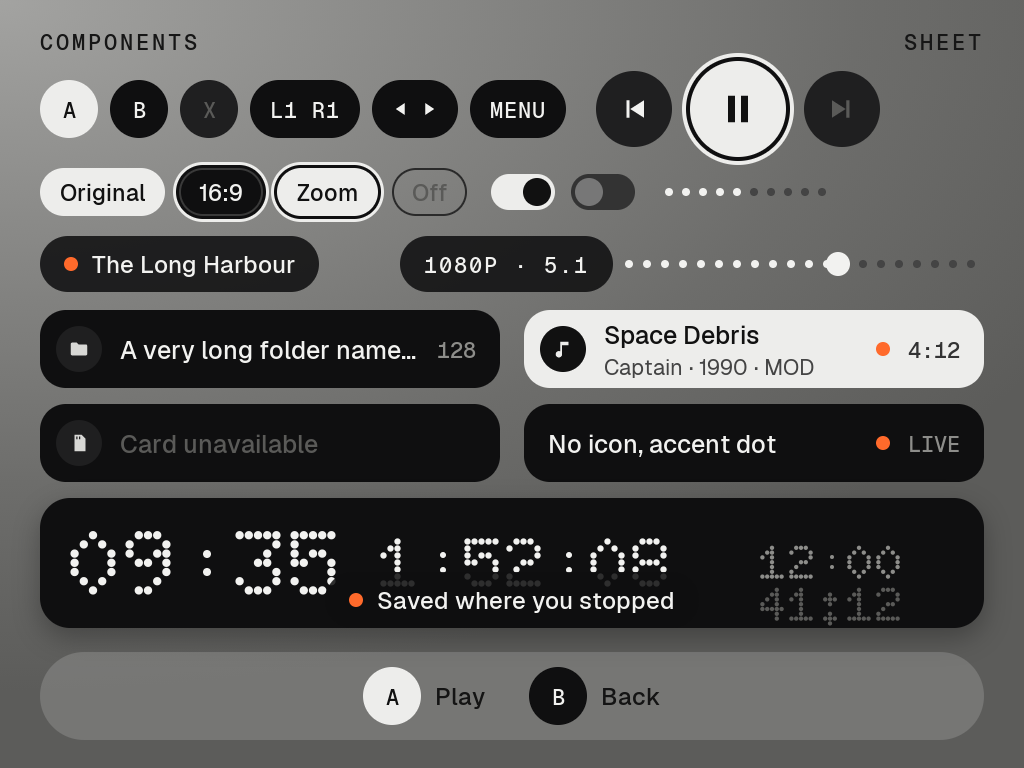 COMPONENTS SHEET
A B X L1 R1 MENU
Original 16:9 Zoom Off
The Long Harbour 1080P · 5.1
A very long folder name… 128
Space Debris
Captain · 1990 · MOD
4:12
Card unavailable
No icon, accent dot LIVE
09:35 1:52:08 12:00
41:12
Saved where you stopped
A Play B Back